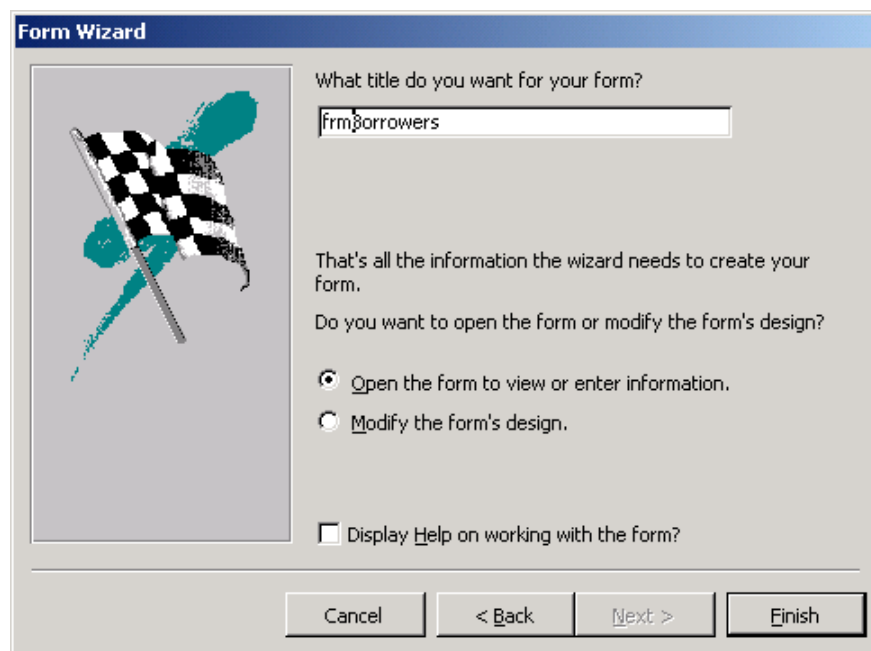 Form Wizard
What title do you want for your form?
frmBorrowers
That's all the information the wizard needs to create your
form.
Do you want to open the form or modify the form's design?
Open the form to view or enter information.
Modify the form's design.
Display Help on working with the form?
Cancel
< Back
Next >
Finish